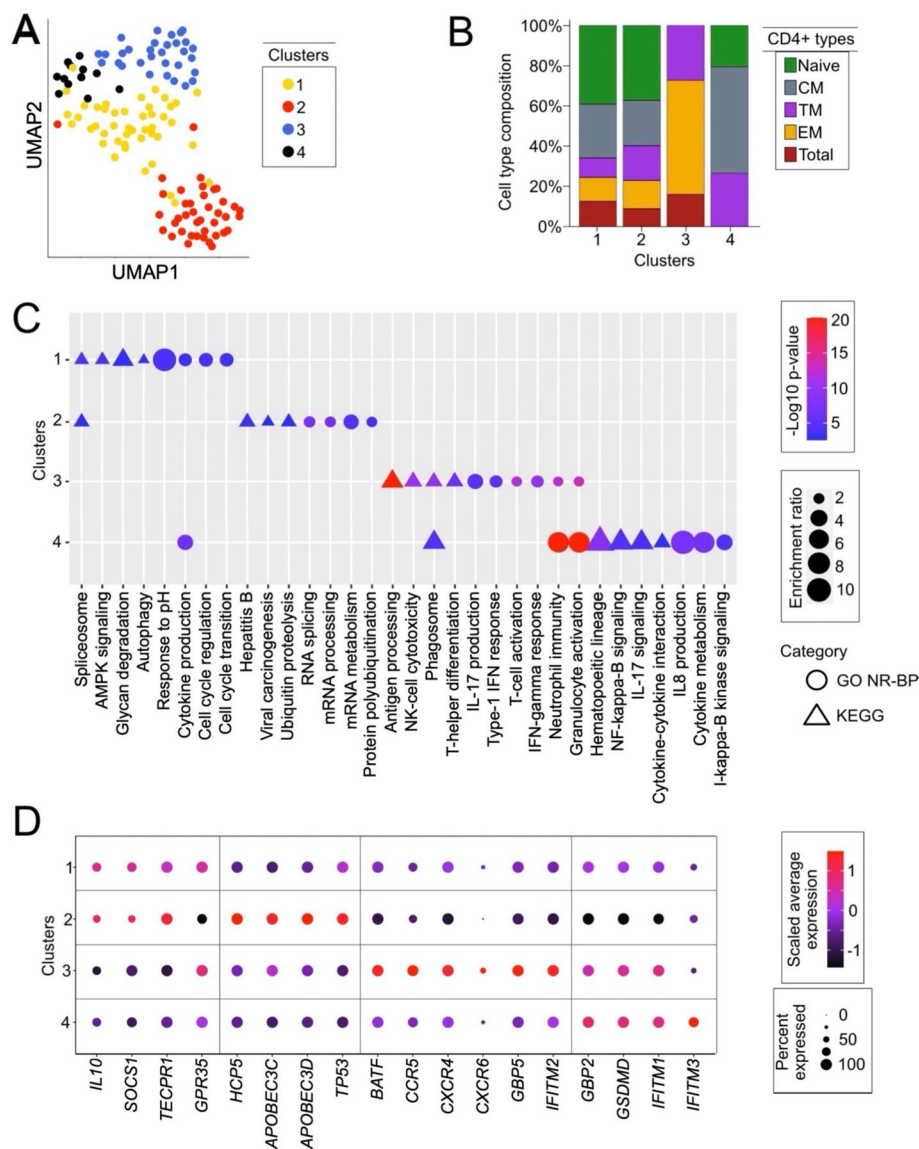 A
UMAP2
UMAP1
Clusters
1
2
3
4
B
Cell type composition
100%
80%
60%
40%
20%
0%
1 2 3 4
Clusters
CD4+ types
Naive
CM
TM
EM
Total
C
Clusters
1
2
3
4
Spliceosome
AMPK signaling
Glycan degradation
Autophagy
Response to pH
Cytokine production
Cell cycle regulation
Cell cycle transition
Hepatitis B
Viral carcinogenesis
Ubiquitin proteolysis
RNA splicing
mRNA processing
mRNA metabolism
Protein polyubiquitination
Antigen processing
NK-cell cytotoxicity
Phagosome
T-helper differentiation
IL-17 production
Type-1 IFN response
T-cell activation
IFN-gamma response
Neutrophil immunity
Granulocyte activation
Hematopoetic lineage
NF-kappa-B signaling
IL-17 signaling
Cytokine-cytokine interaction
IL8 production
Cytokine metabolism
I-kappa-B kinase signaling
-Log10 p-value
20
15
10
5
Enrichment ratio
2
4
6
8
10
Category
GO NR-BP
KEGG
D
Clusters
1
2
3
4
IL10
SOCS1
TECPR1
GPR35
HCP5
APOBEC3C
APOBEC3D
TP53
BATF
CCR5
CXCR4
CXCR6
GBP5
IFITM2
GBP2
GSDMD
IFITM1
IFITM3
Scaled average
expression
1
0
-1
Percent
expressed
0
50
100